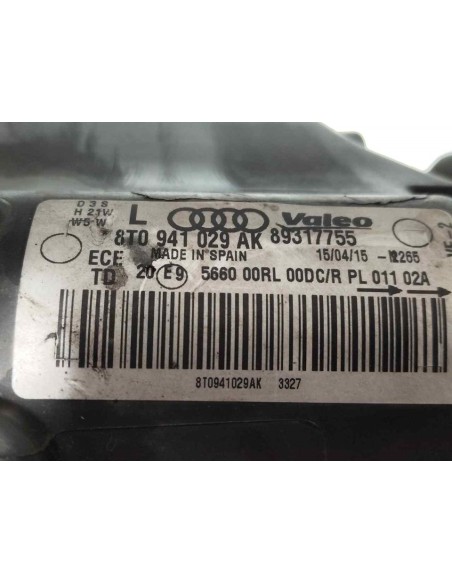 D3S
H 21W
W5W
L Valeo
8T0 941 029 AK 89317755
MADE IN SPAIN 15/04/15
ECE
TD 20 E9 5660 00RL 00DC/R PL 011 02A
8T0941029AK 3327